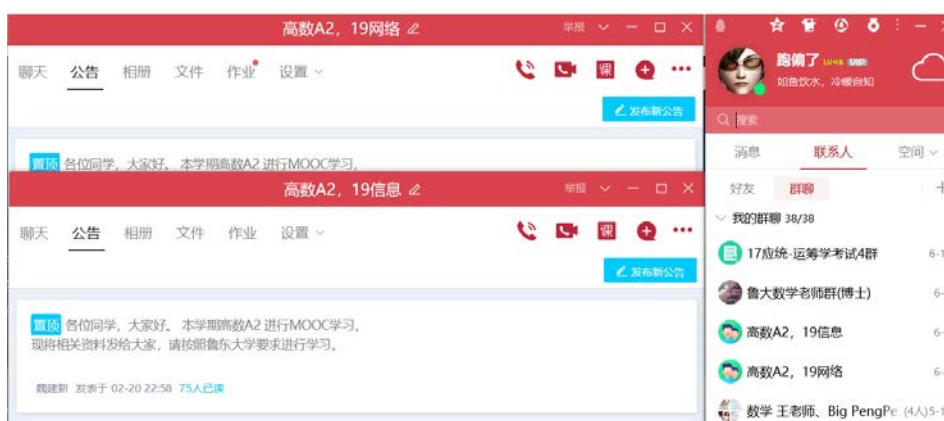 高数A2，19网络
举报
聊天 公告 相册 文件 作业 设置
课
发布新公告
置顶 各位同学，大家好。 本学期高数A2 进行MOOC学习，
高数A2，19信息
举报
聊天 公告 相册 文件 作业 设置
课
发布新公告
置顶 各位同学，大家好。 本学期高数A2 进行MOOC学习，
现将相关资料发给大家，请按照鲁东大学要求进行学习。
魏建新 发表于 02-20 22:58 75人已读
跑偏了
如鱼饮水，冷暖自知
搜索
消息 联系人 空间
好友 群聊
我的群聊 38/38
17应统-运筹学考试4群 6-1
鲁大数学老师群(博士) 6-
高数A2，19信息 6-
高数A2，19网络 6-
数学 王老师、Big PengPe (4人)5-1